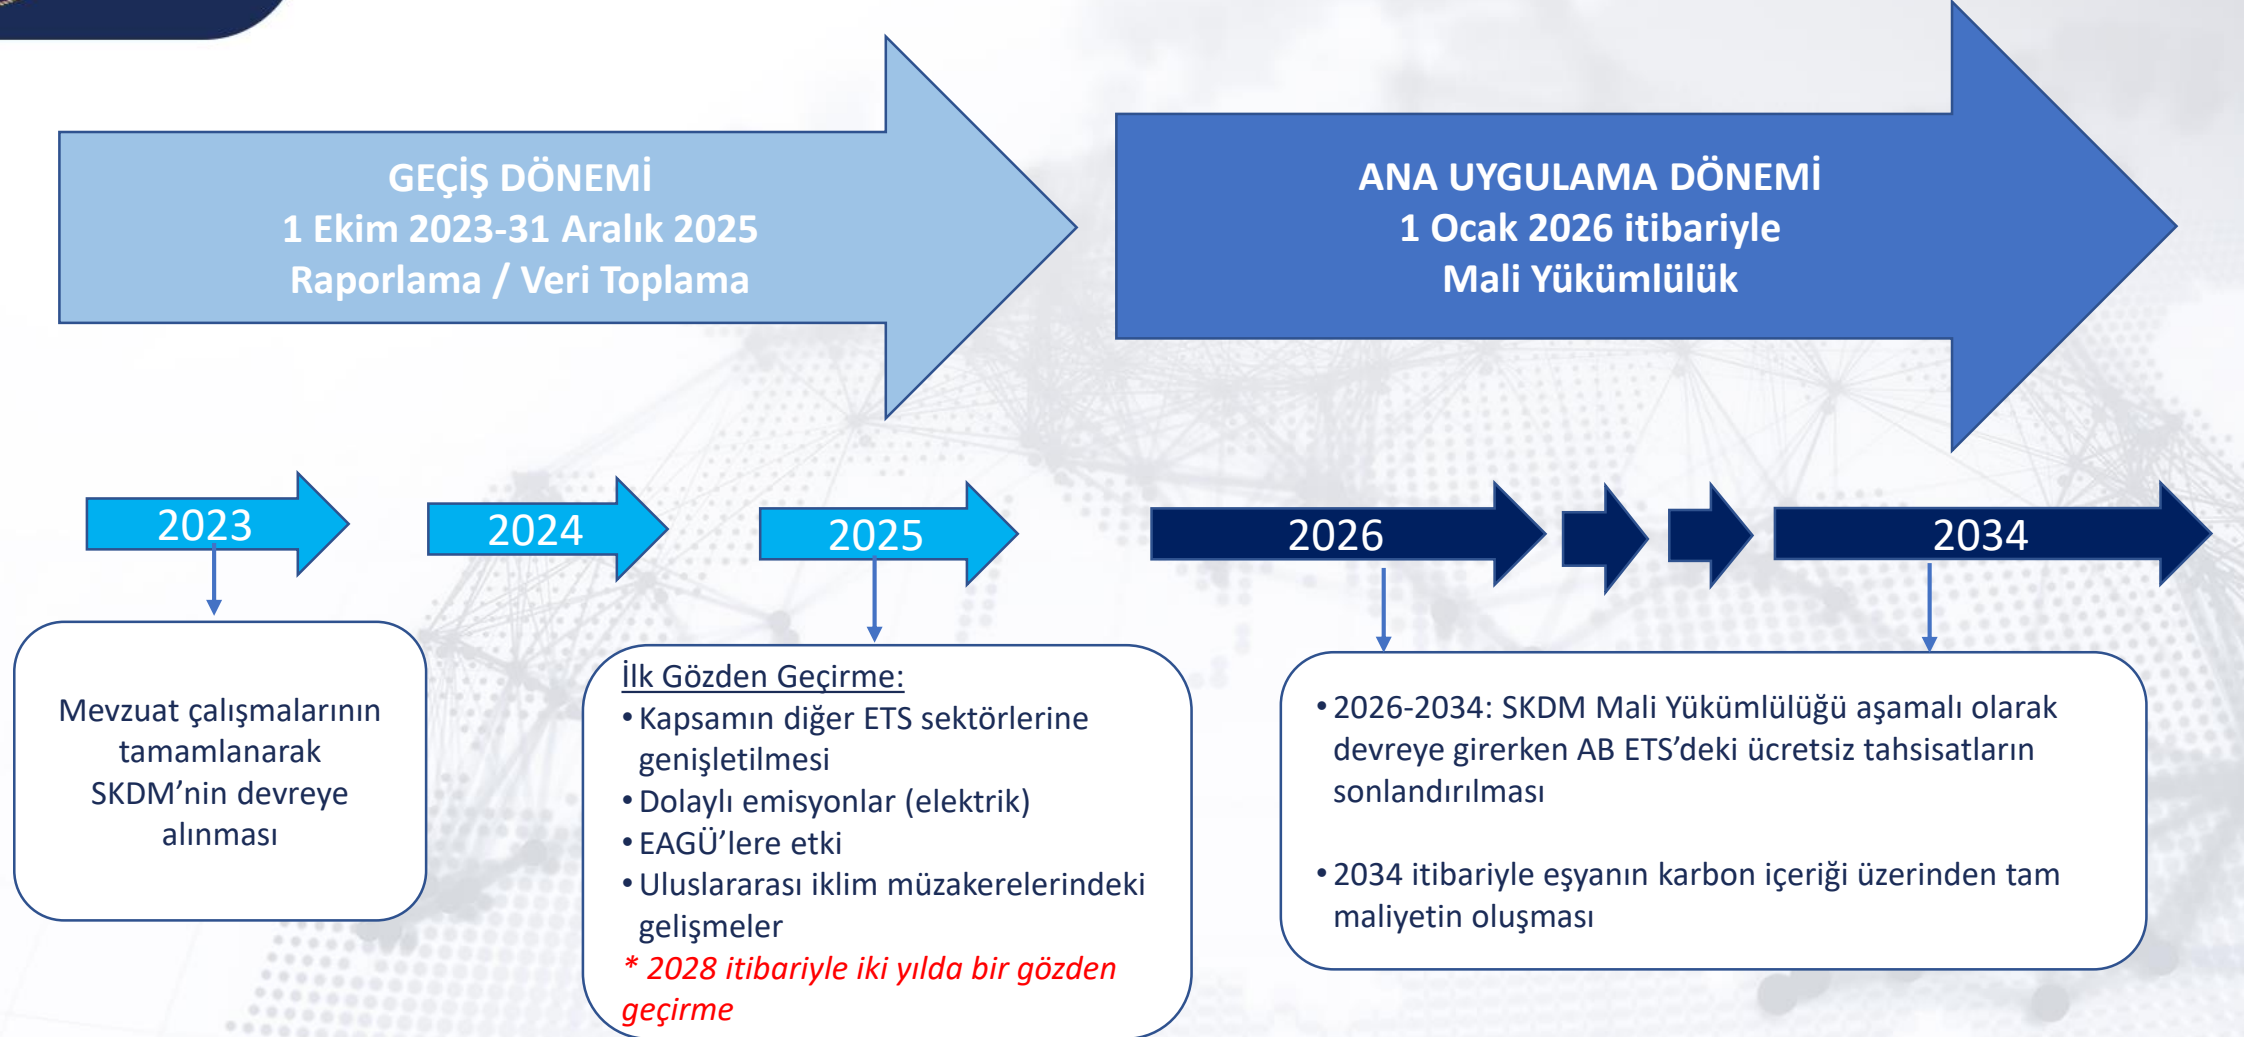 GEÇİŞ DÖNEMİ
1 Ekim 2023-31 Aralık 2025
Raporlama / Veri Toplama
ANA UYGULAMA DÖNEMİ
1 Ocak 2026 itibariyle
Mali Yükümlülük
2023
2024
2025
2026
2034
Mevzuat çalışmalarının
tamamlanarak
SKDM’nin devreye
alınması
İlk Gözden Geçirme:
• Kapsamın diğer ETS sektörlerine
genişletilmesi
• Dolaylı emisyonlar (elektrik)
• EAGÜ’lere etki
• Uluslararası iklim müzakerelerindeki
gelişmeler
* 2028 itibariyle iki yılda bir gözden
geçirme
• 2026-2034: SKDM Mali Yükümlülüğü aşamalı olarak
devreye girerken AB ETS’deki ücretsiz tahsisatların
sonlandırılması
• 2034 itibariyle eşyanın karbon içeriği üzerinden tam
maliyetin oluşması